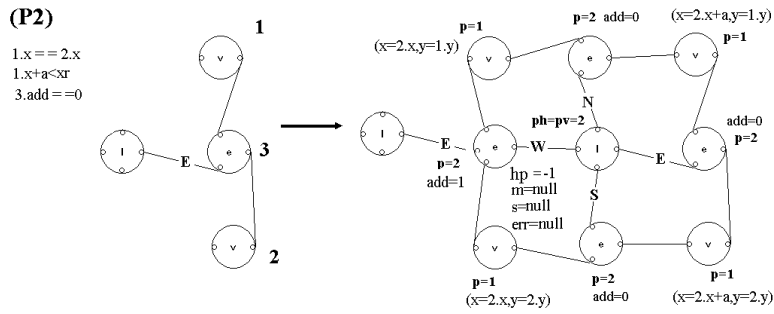 (P2)
1.x = = 2.x
1.x+a<xr
3.add = =0
1
v
I
E
e
3
v
2
p=1
(x=2.x,y=1.y)
v
p=2 add=0
e
(x=2.x+a,y=1.y)
p=1
v
N
ph=pv=2
I
E
e
W
I
E
e
add=0
p=2
p=2
add=1
hp = -1
m=null
s=null
err=null
S
v
p=1
(x=2.x,y=2.y)
e
p=2
add=0
v
p=1
(x=2.x+a,y=2.y)